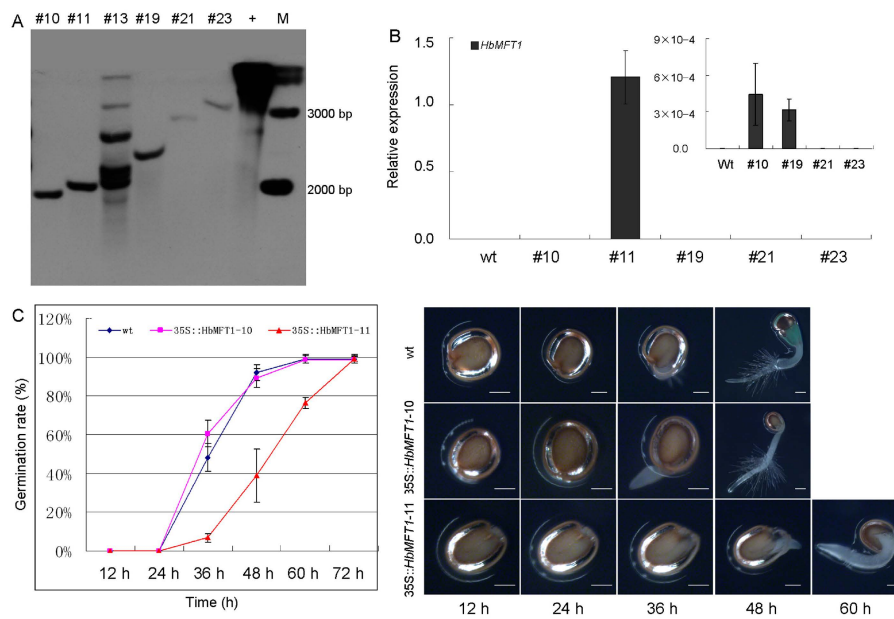 A
#10 #11 #13 #19 #21 #23 + M
3000 bp
2000 bp
B
HbMFT1
Relative expression
1.5
1.0
0.5
0.0
wt #10 #11 #19 #21 #23
9×10–4
6×10–4
3×10–4
0.0
Wt #10 #19 #21 #23
C
wt 35S::HbMFT1-10 35S::HbMFT1-11
Germination rate (%)
120%
100%
80%
60%
40%
20%
0%
12 h 24 h 36 h 48 h 60 h 72 h
Time (h)
wt
35S::HbMFT1-10
35S::HbMFT1-11
12 h 24 h 36 h 48 h 60 h